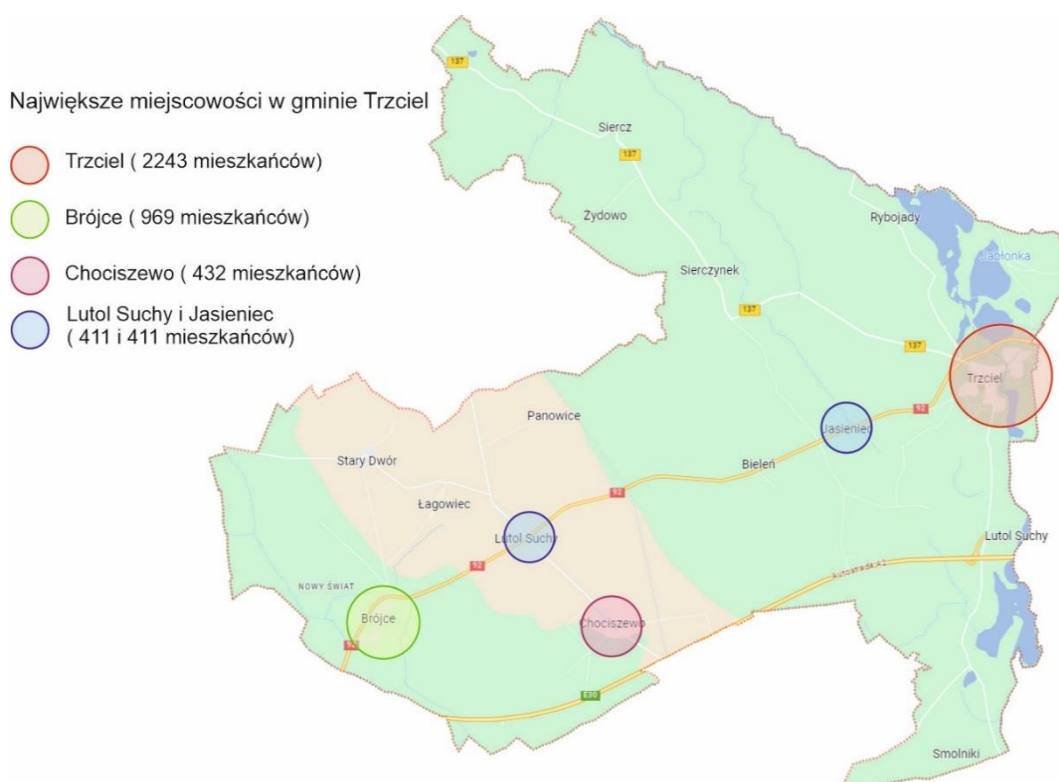 Największe miejscowości w gminie Trzciel
Trzciel ( 2243 mieszkańców)
Brójce ( 969 mieszkańców)
Chociszewo ( 432 mieszkańców)
Lutol Suchy i Jasieniec
( 411 i 411 mieszkańców)
137
Siercz
137
Żydowo
Rybojady
Sierczynek
Jabłonka
137
137
Trzciel
92
Panowice
Jasieniec
Stary Dwór
Bieleń
Łagowiec
92
Lutol Suchy
Lutol Suchy
92
Autostrada A2
NOWY ŚWIAT
Brójce
Chociszewo
92
E30
Smolniki